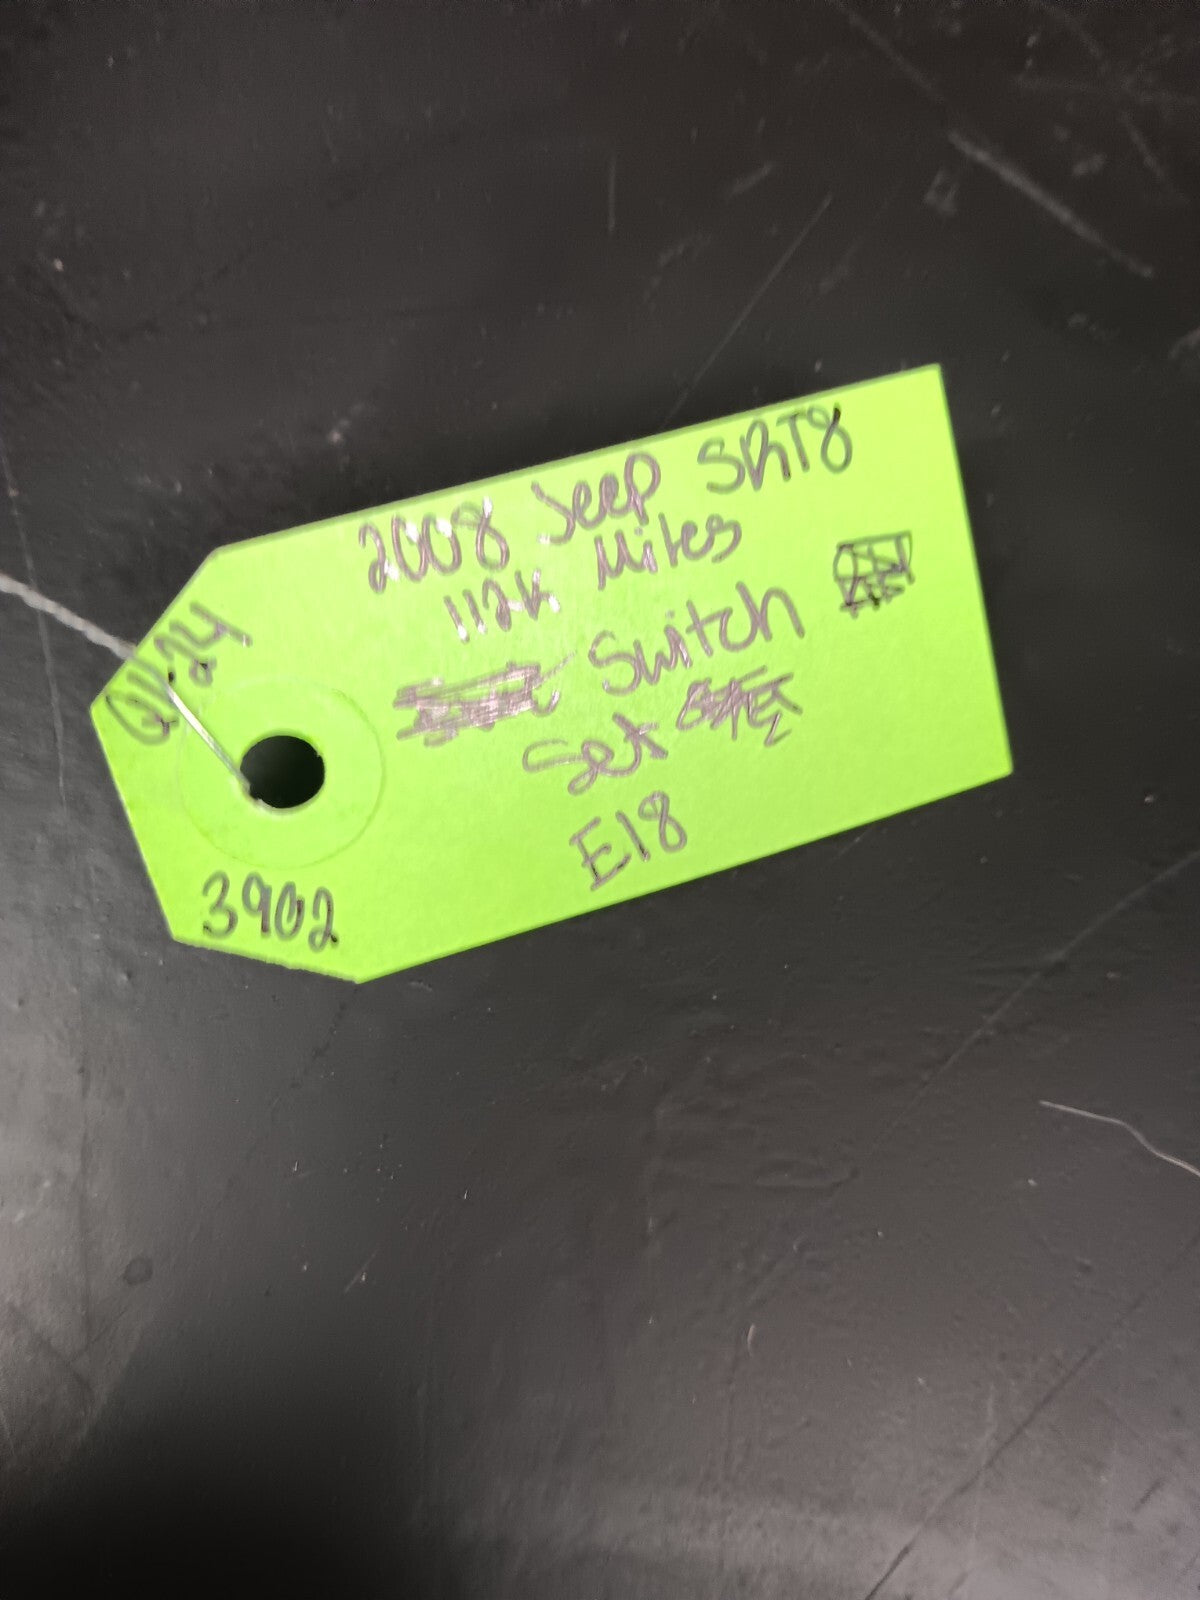 2008 Jeep SRT8
112K Miles
Switch
Set
E18
3902